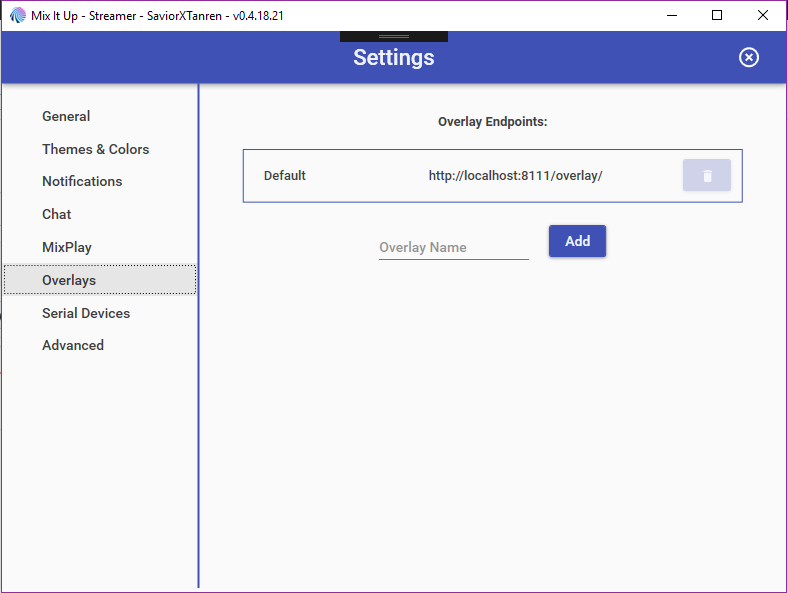 Mix It Up - Streamer - SaviorXTanren - v0.4.18.21
Settings
General
Themes & Colors
Notifications
Chat
MixPlay
Overlays
Serial Devices
Advanced
Overlay Endpoints:
Default http://localhost:8111/overlay/
Overlay Name Add